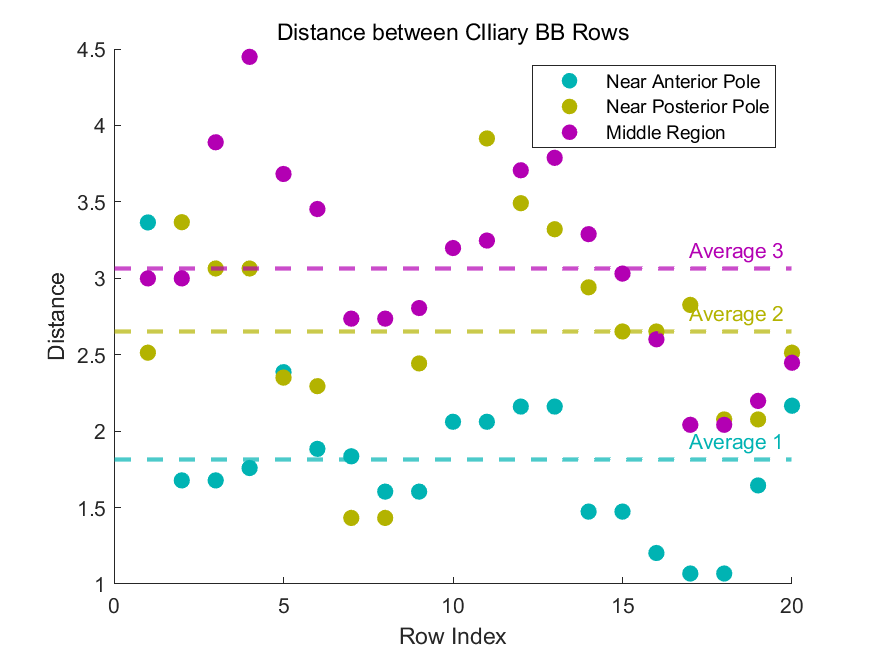 Distance between CIliary BB Rows
4.5
4
3.5
3
2.5
2
1.5
1
Distance
Near Anterior Pole
Near Posterior Pole
Middle Region
Average 3
Average 2
Average 1
0
5
10
15
20
Row Index